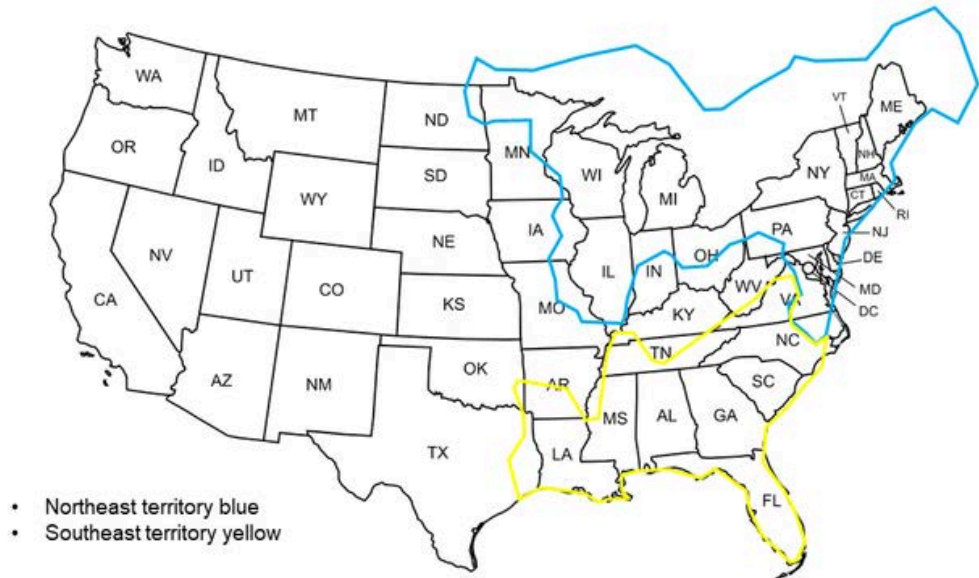 WA
ME
VT
MT
ND
OR
MN
NH
ID
NY
MA
WI
SD
CT
MI
WY
RI
IA
PA
NJ
NE
OH
NV
IL
IN
DE
UT
WV
MD
CO
VA
CA
KS
MO
KY
DC
NC
TN
OK
AR
SC
AZ
NM
MS
AL
GA
TX
LA
FL
• Northeast territory blue
• Southeast territory yellow